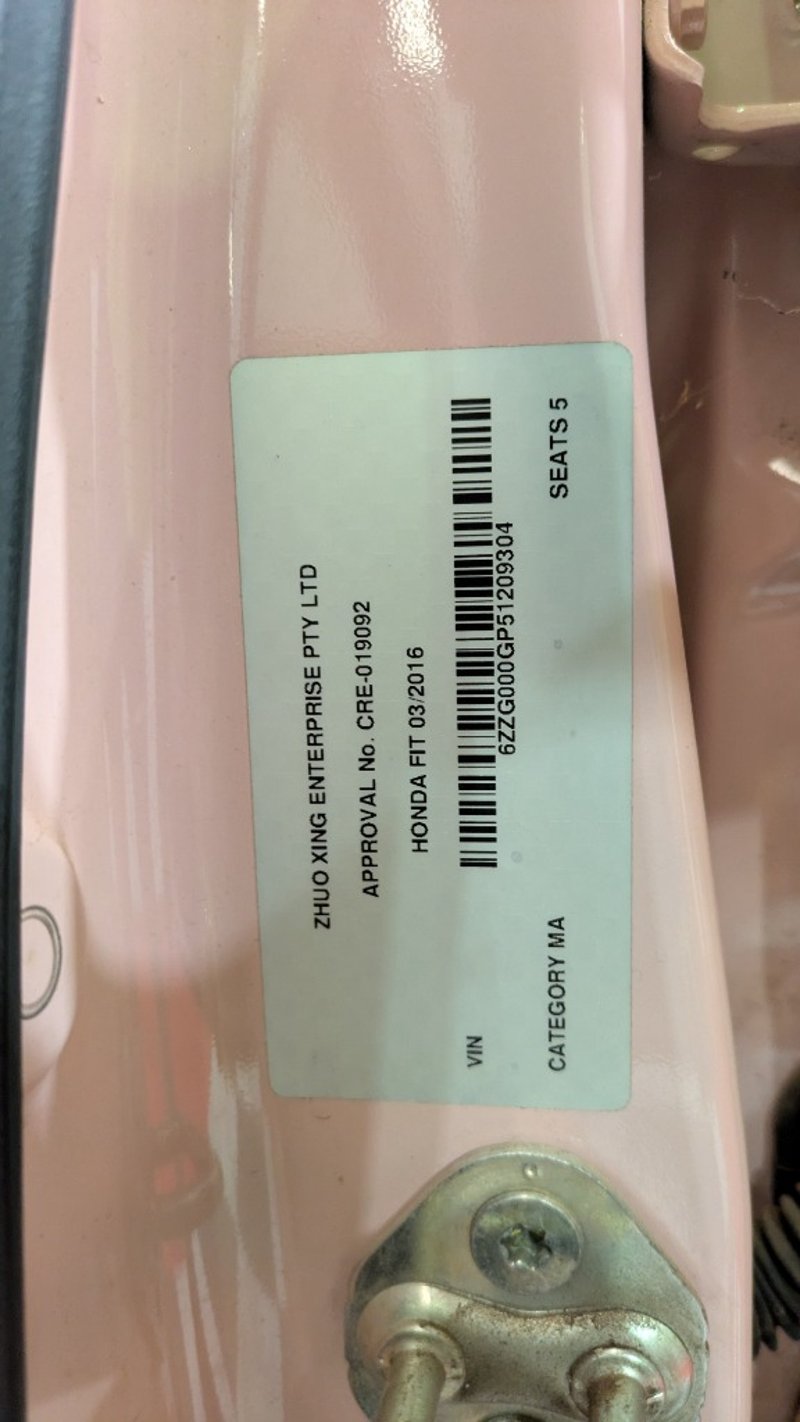 ZHUO XING ENTERPRISE PTY LTD
APPROVAL No. CRE-019092
HONDA FIT 03/2016
VIN
6ZZG000GP51209304
CATEGORY MA SEATS 5